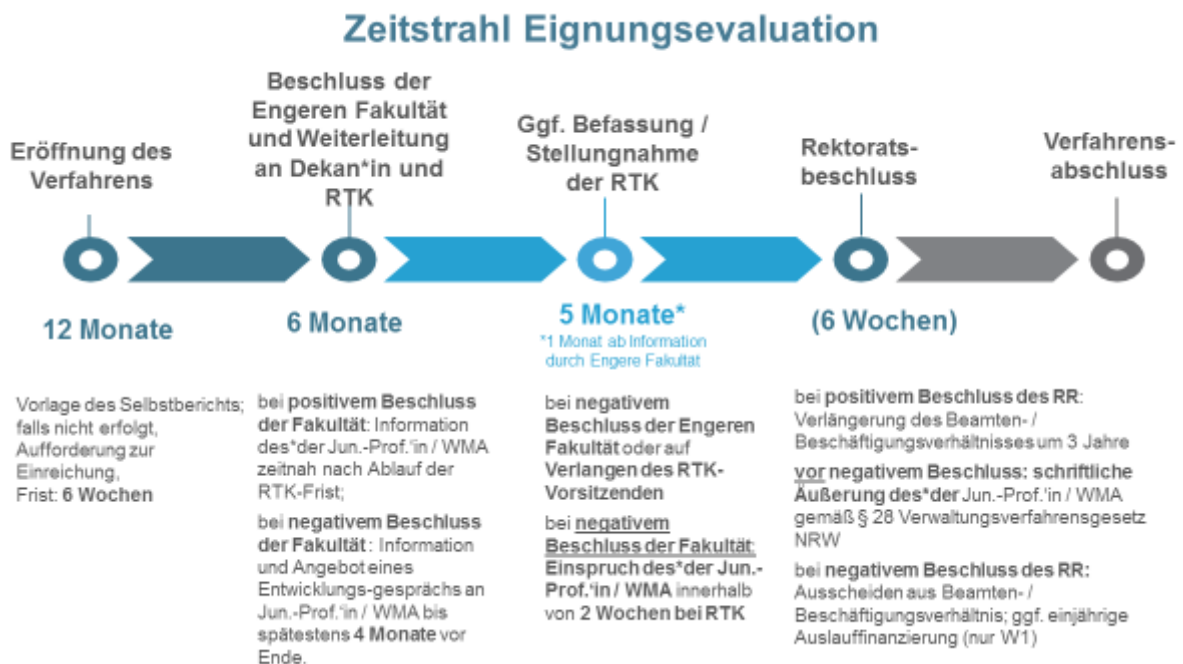 Zeitstrahl Eignungsevaluation
Eröffnung des
Verfahrens
Beschluss der
Engeren Fakultät
und Weiterleitung
an Dekan*in und
RTK
Ggf. Befassung /
Stellungnahme
der RTK
Rektorats-
beschluss
Verfahrens-
abschluss
12 Monate
6 Monate
5 Monate*
*1 Monat ab Information
durch Engere Fakultät
(6 Wochen)
Vorlage des Selbstberichts;
falls nicht erfolgt,
Aufforderung zur
Einreichung,
Frist: 6 Wochen
bei positivem Beschluss
der Fakultät: Information
des*der Jun.-Prof.'in / WMA
zeitnah nach Ablauf der
RTK-Frist;
bei negativem Beschluss
der Fakultät: Information
und Angebot eines
Entwicklungs-gesprächs an
Jun.-Prof.'in / WMA bis
spätestens 4 Monate vor
Ende.
bei negativem
Beschluss der Engeren
Fakultät oder auf
Verlangen des RTK-
Vorsitzenden
bei negativem
Beschluss der Fakultät:
Einspruch des*der Jun.-
Prof.'in / WMA innerhalb
von 2 Wochen bei RTK
bei positivem Beschluss des RR:
Verlängerung des Beamten- /
Beschäftigungsverhältnisses um 3 Jahre
vor negativem Beschluss: schriftliche
Äußerung des*der Jun.-Prof.'in / WMA
gemäß § 28 Verwaltungsverfahrensgesetz
NRW
bei negativem Beschluss des RR:
Ausscheiden aus Beamten- /
Beschäftigungsverhältnis; ggf. einjährige
Auslauffinanzierung (nur W1)